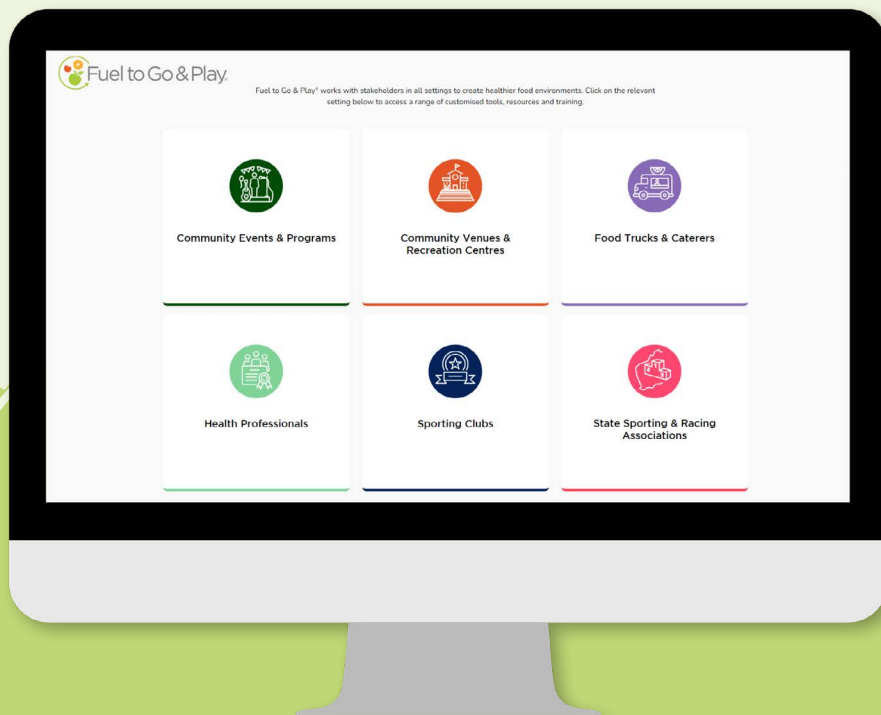 Fuel to Go & Play®
Fuel to Go & Play® works with stakeholders in all settings to create healthier food environments. Click on the relevant
setting below to access a range of customised tools, resources and training.
Community Events & Programs
Community Venues &
Recreation Centres
Food Trucks & Caterers
Health Professionals
Sporting Clubs
State Sporting & Racing
Associations